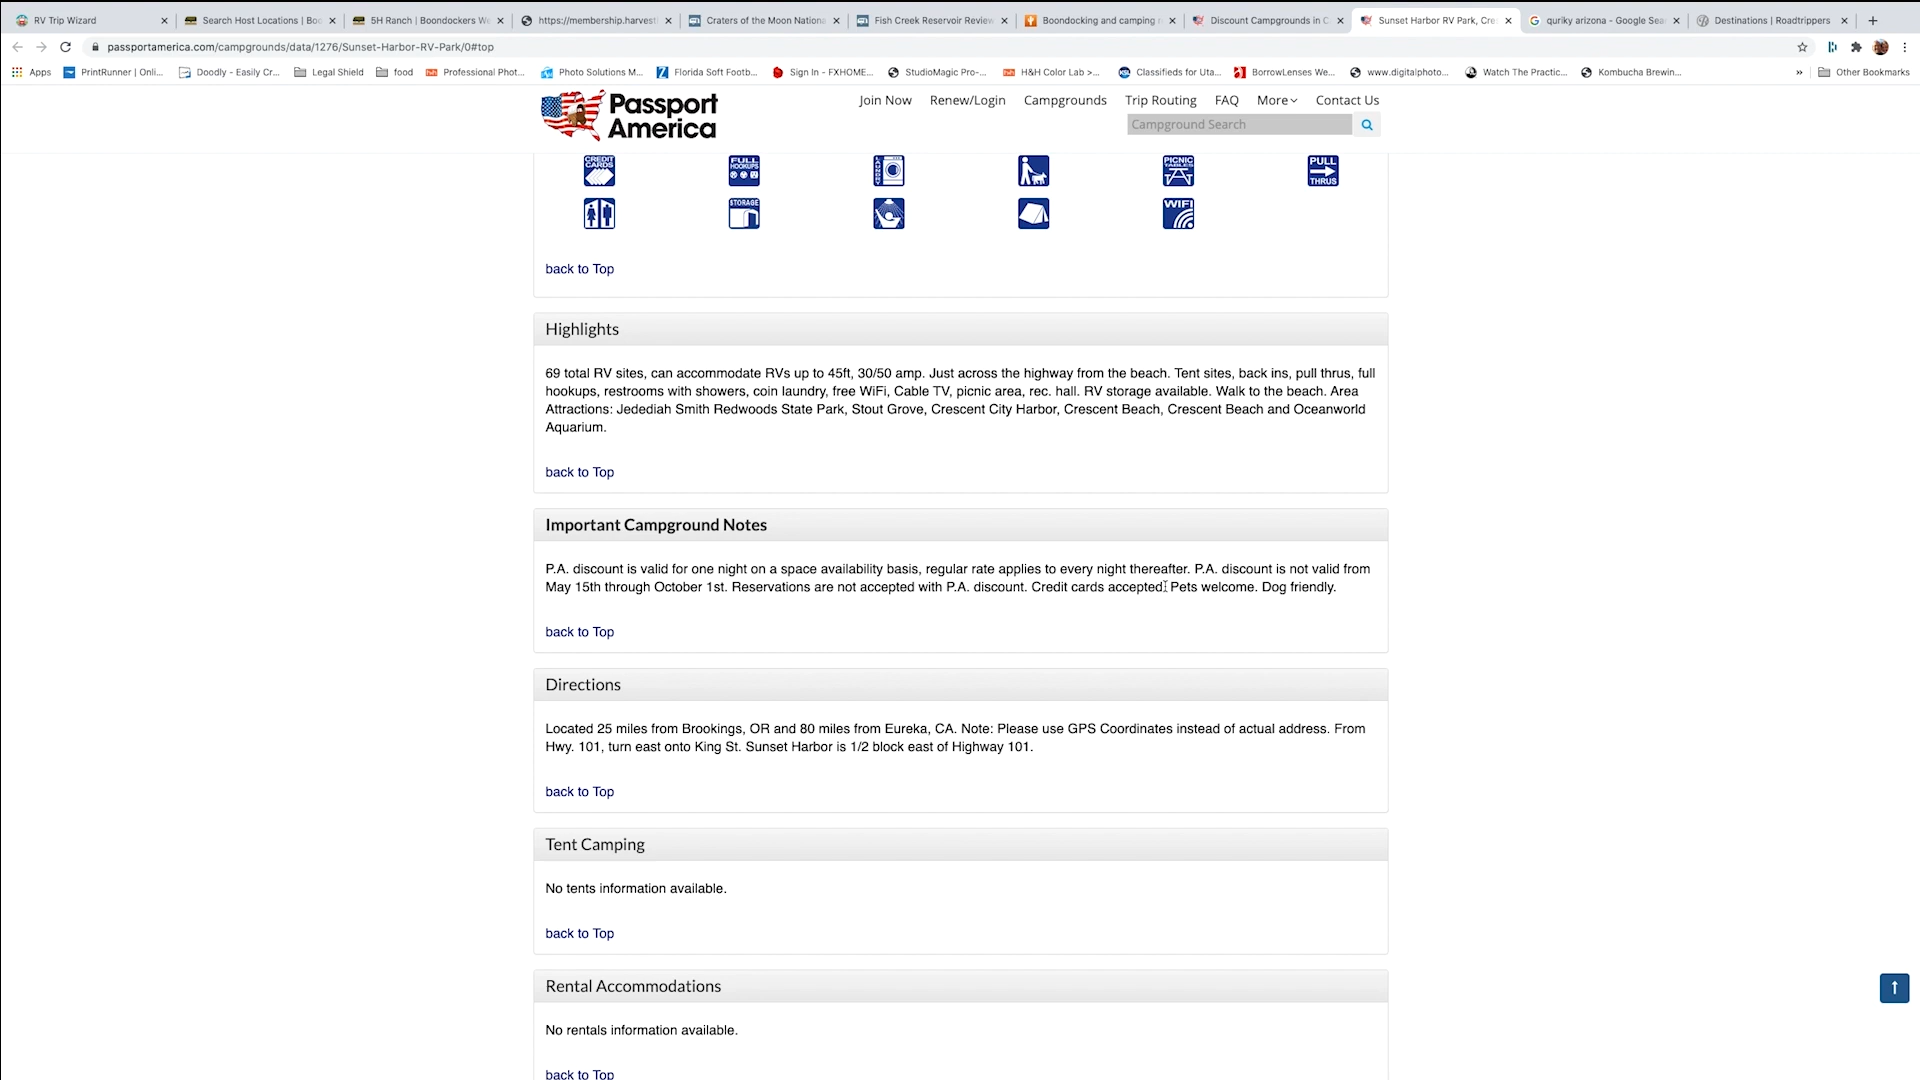 RV Trip Wizard
Search Host Locations | Boo
5H Ranch | Boondockers We
https://membership.harvest
Craters of the Moon Nationa
Fish Creek Reservoir Review
Boondocking and camping r
Discount Campgrounds in C
Sunset Harbor RV Park, Cres
quriky arizona - Google Sea
Destinations | Roadtrippers
passportamerica.com/campgrounds/data/1276/Sunset-Harbor-RV-Park/0#top
Apps
PrintRunner | Onli...
Doodly - Easily Cr...
Legal Shield
food
Professional Phot...
Photo Solutions M...
Florida Soft Footb...
Sign In - FXHOME...
StudioMagic Pro-...
H&H Color Lab >...
Classifieds for Uta...
BorrowLenses We...
www.digitalphoto...
Watch The Practic...
Kombucha Brewin...
»
Other Bookmarks
Passport
America
Join Now
Renew/Login
Campgrounds
Trip Routing
FAQ
More
Contact Us
Campground Search
CREDIT CARDS
FULL HOOKUPS
LAUNDRY
PICNIC TABLES
PULL THRUS
STORAGE
WIFI
back to Top
Highlights
69 total RV sites, can accommodate RVs up to 45ft, 30/50 amp. Just across the highway from the beach. Tent sites, back ins, pull thrus, full
hookups, restrooms with showers, coin laundry, free WiFi, Cable TV, picnic area, rec. hall. RV storage available. Walk to the beach. Area
Attractions: Jedediah Smith Redwoods State Park, Stout Grove, Crescent City Harbor, Crescent Beach, Crescent Beach and Oceanworld
Aquarium.
back to Top
Important Campground Notes
P.A. discount is valid for one night on a space availability basis, regular rate applies to every night thereafter. P.A. discount is not valid from
May 15th through October 1st. Reservations are not accepted with P.A. discount. Credit cards accepted. Pets welcome. Dog friendly.
back to Top
Directions
Located 25 miles from Brookings, OR and 80 miles from Eureka, CA. Note: Please use GPS Coordinates instead of actual address. From
Hwy. 101, turn east onto King St. Sunset Harbor is 1/2 block east of Highway 101.
back to Top
Tent Camping
No tents information available.
back to Top
Rental Accommodations
No rentals information available.
back to Top